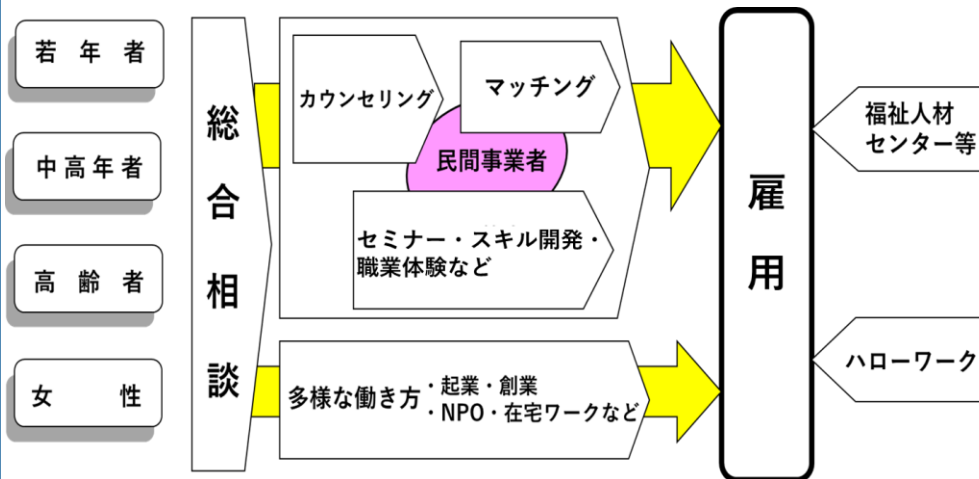 若年者
中高年者
高齢者
女性
総合相談
カウンセリング
マッチング
民間事業者
セミナー・スキル開発・
職業体験など
多様な働き方
・起業・創業
・NPO・在宅ワークなど
雇用
福祉人材
センター等
ハローワーク